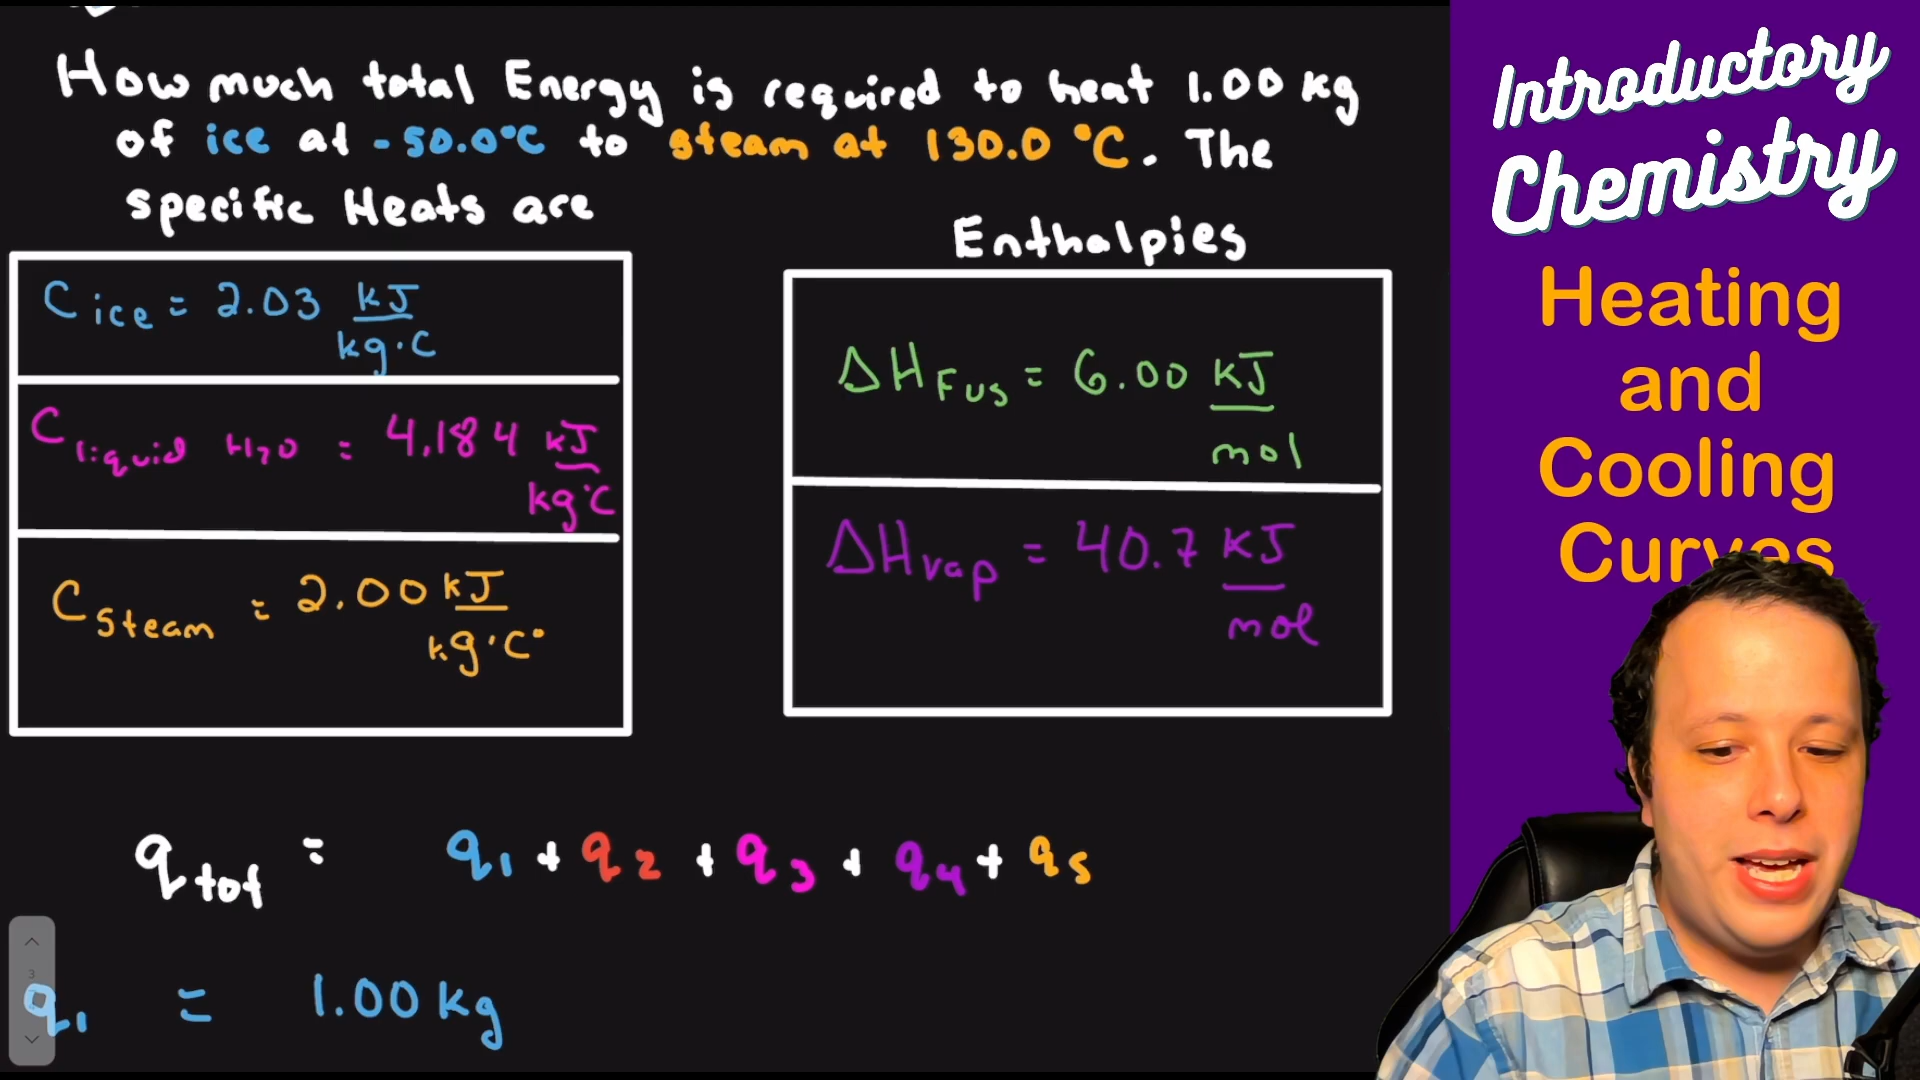 How much total Energy is required to heat 1.00 kg
of ice at -50.0°C to steam at 130.0 °C. The
specific Heats are
C ice = 2.03 kJ
kg·C
C liquid H2O = 4.184 kJ
kg°C
C steam = 2.00 kJ
kg·C°
Enthalpies
ΔH Fus = 6.00 kJ
mol
ΔH vap = 40.7 kJ
mol
q tot = q1 + q2 + q3 + q4 + q5
3
q1 = 1.00 kg
Introductory
Chemistry
Heating
and
Cooling
Curves